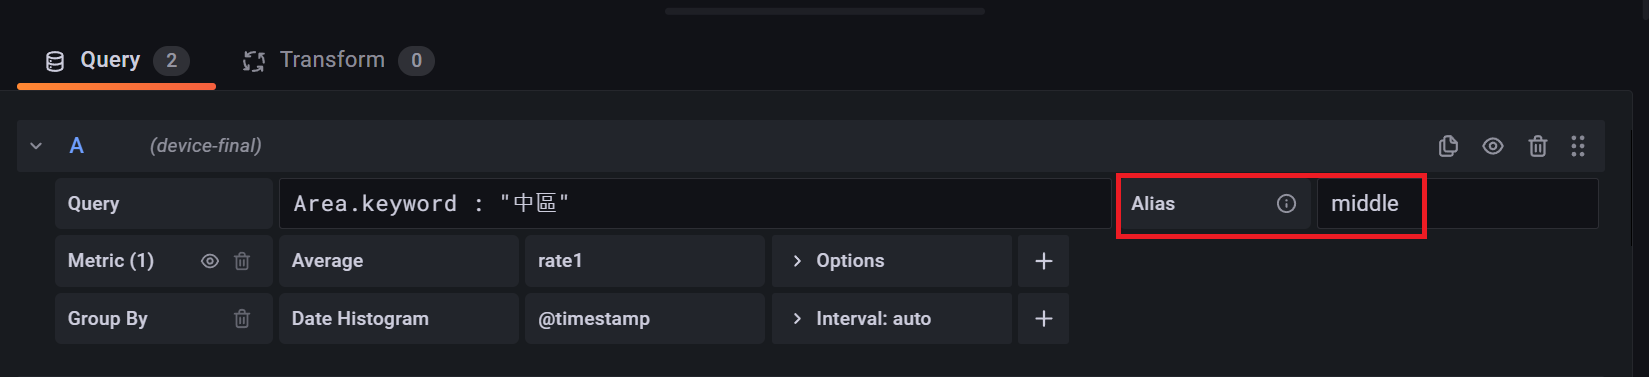 Query 2 Transform 0
A (device-final)
Query Area.keyword : "中區" Alias middle
Metric (1) Average rate1 Options
Group By Date Histogram @timestamp Interval: auto